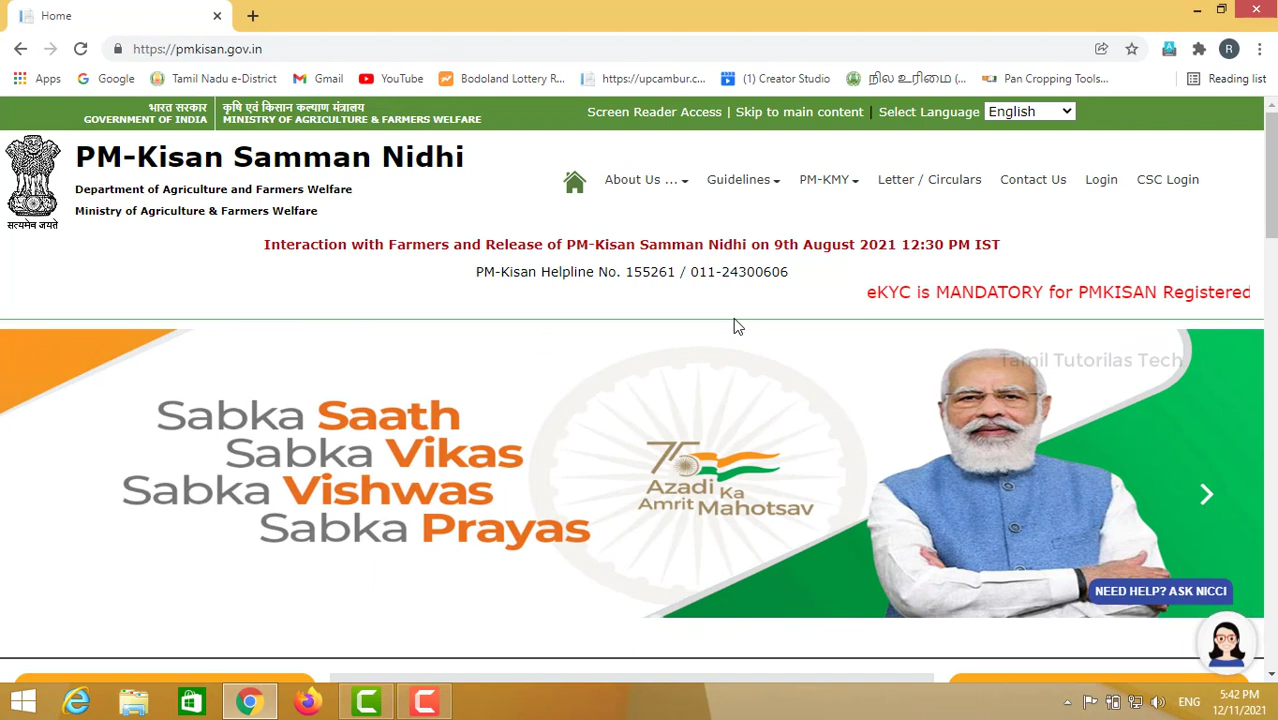 Home
https://pmkisan.gov.in
R
Apps Google Tamil Nadu e-District Gmail YouTube Bodoland Lottery R... https://upcambur.c... (1) Creator Studio நில உரிமை (... Pan Cropping Tools... Reading list
भारत सरकार
GOVERNMENT OF INDIA
कृषि एवं किसान कल्याण मंत्रालय
MINISTRY OF AGRICULTURE & FARMERS WELFARE
Screen Reader Access | Skip to main content | Select Language English
PM-Kisan Samman Nidhi
Department of Agriculture and Farmers Welfare
Ministry of Agriculture & Farmers Welfare
सत्यमेव जयते
About Us ... Guidelines PM-KMY Letter / Circulars Contact Us Login CSC Login
Interaction with Farmers and Release of PM-Kisan Samman Nidhi on 9th August 2021 12:30 PM IST
PM-Kisan Helpline No. 155261 / 011-24300606
eKYC is MANDATORY for PMKISAN Registered
Tamil Tutorilas Tech
Sabka Saath
Sabka Vikas
Sabka Vishwas
Sabka Prayas
75
Azadi Ka
Amrit Mahotsav
NEED HELP? ASK NICCI
ENG
5:42 PM
12/11/2021